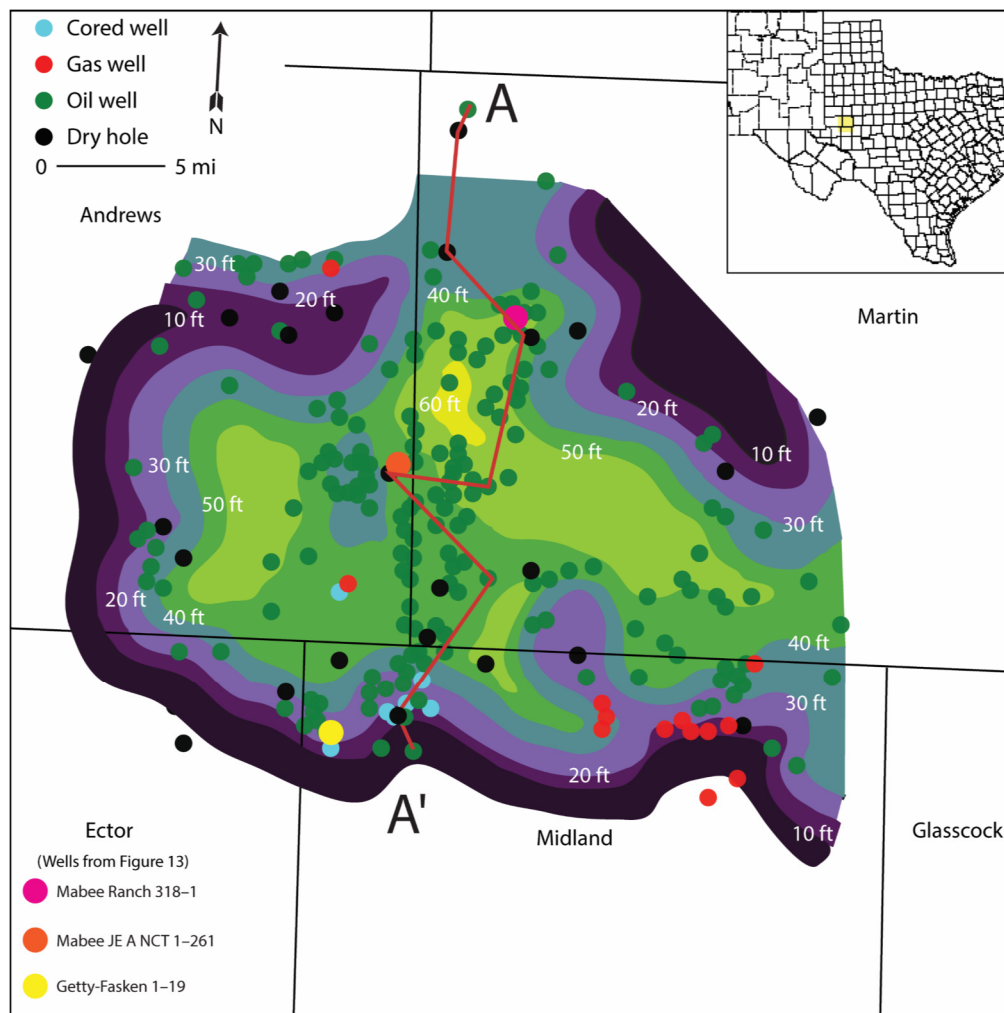 Cored well
Gas well
Oil well
Dry hole
N
0 5 mi
A
Andrews
Martin
30 ft
20 ft
10 ft
40 ft
60 ft
20 ft
50 ft
10 ft
30 ft
50 ft
30 ft
20 ft
40 ft
40 ft
30 ft
20 ft
10 ft
A'
Ector
Midland
Glasscock
(Wells from Figure 13)
Mabee Ranch 318–1
Mabee JE A NCT 1–261
Getty-Fasken 1–19